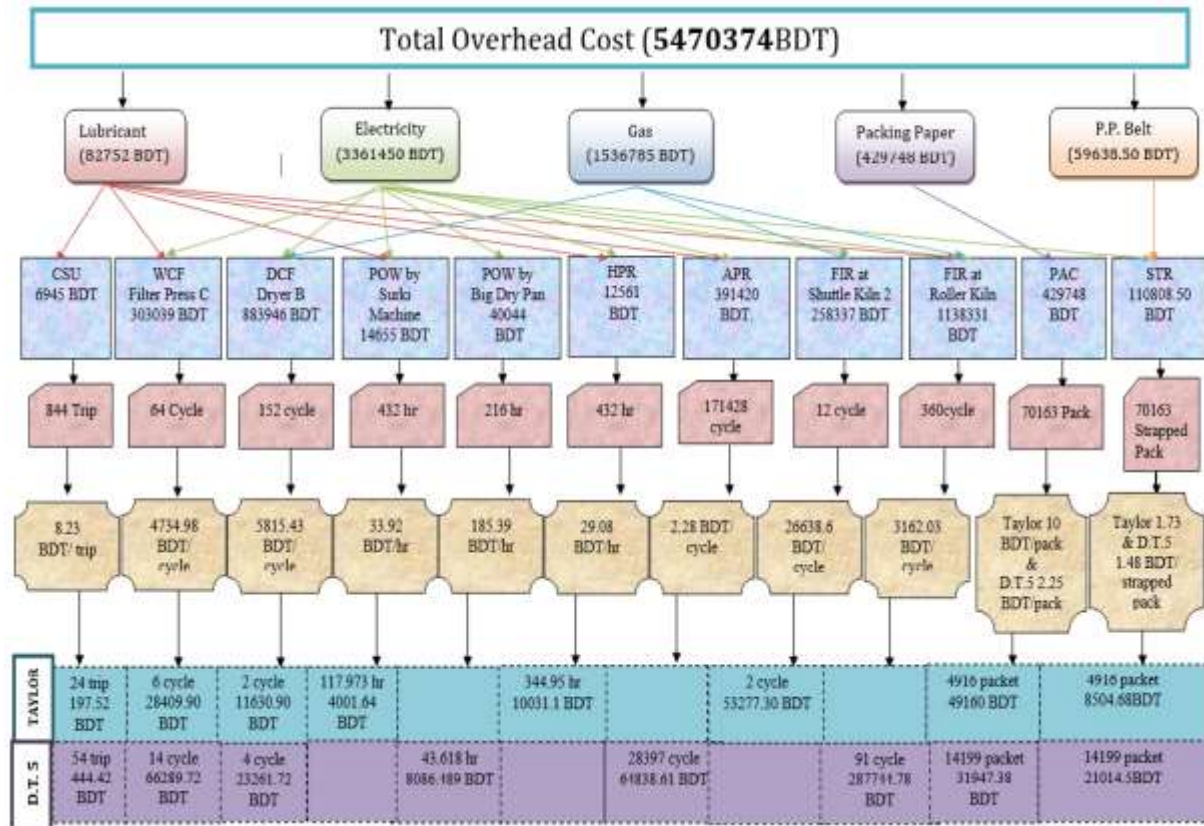 Total Overhead Cost (5470374BDT)
Lubricant
(82752 BDT)
Electricity
(3361450 BDT)
Gas
(1536785 BDT)
Packing Paper
(429748 BDT)
P.P. Belt
(59638.50 BDT)
CSU
6945 BDT
WCF
Filter Press C
303039 BDT
DCF
Dryer B
883946 BDT
POW by
Surki
Machine
14655 BDT
POW by
Bug Dry Pan
40044
BDT
HPR
12561
BDT
APR
391420
BDT.
FIR at
Shuttle Kiln 2
258337 BDT
FIR at
Roller Kiln
1138331
BDT
PAC
429748
BDT
STR
110808.50
BDT
844 Trip
64 Cycle
152 cycle
432 hr
216 hr
432 hr
171428
cycle
12 cycle
360cycle
70163 Pack
70163
Strapped
Pack
8.23
BDT/ trip
4734.98
BDT/
cycle
5815.43
BDT/
cycle
33.92
BDT/hr
185.39
BDT/hr
29.08
BDT/hr
2.28 BDT/
cycle
26638.6
BDT/
cycle
3162.03
BDT/
cycle
Taylor 10
BDT/pack
&
D.T.5 2.25
BDT/pack
Taylor 1.73
& D.T.5
1.48 BDT/
strapped
pack
TAYLOR
24 trip
197.52
BDT
6 cycle
28409.90
BDT
2 cycle
11630.90
BDT
117.973 hr
4001.64
BDT
344.95 hr
10031.1 BDT
2 cycle
53277.30 BDT
4916 packet
49160 BDT
4916 packet
8504.68BDT
D.T. 5
54 trip
444.42
BDT
14 cycle
66289.72
BDT
4 cycle
23261.72
BDT
43.618 hr
8086.489 BDT
28397 cycle
64838.61 BDT
91 cycle
287744.78
BDT
14199 packet
31947.38
BDT
14199 packet
21014.5BDT